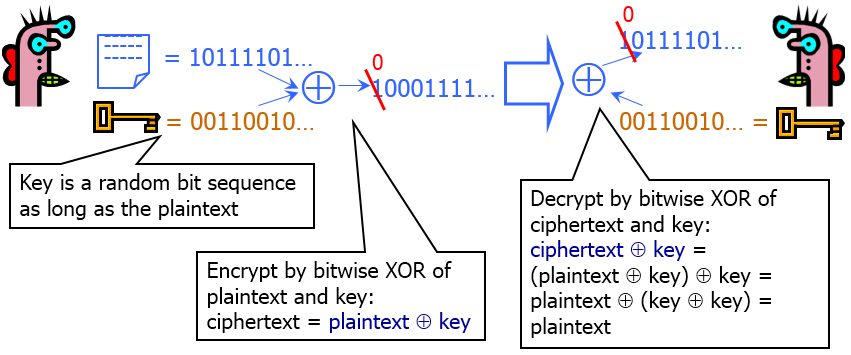 0
= 10111101...
10001111...
= 00110010...
0
10111101...
00110010... =
Key is a random bit sequence
as long as the plaintext
Encrypt by bitwise XOR of
plaintext and key:
ciphertext = plaintext ⊕ key
Decrypt by bitwise XOR of
ciphertext and key:
ciphertext ⊕ key =
(plaintext ⊕ key) ⊕ key =
plaintext ⊕ (key ⊕ key) =
plaintext